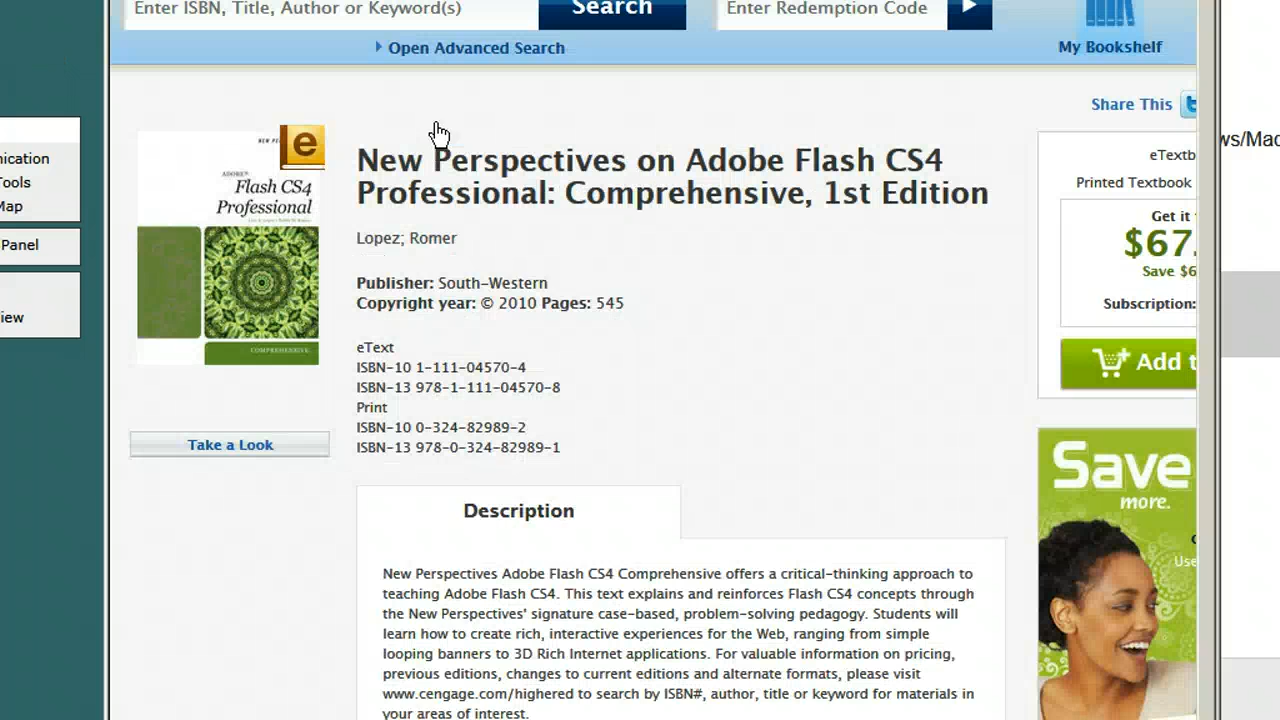 Enter ISBN, Title, Author or Keyword(s)
Search
Enter Redemption Code
Open Advanced Search
My Bookshelf
Share This
ws/Mac
nication
Tools
Map
Panel
iew
e
ADOBE
Flash CS4
Professional
COMPREHENSIVE
Take a Look
New Perspectives on Adobe Flash CS4
Professional: Comprehensive, 1st Edition
Lopez; Romer
Publisher: South-Western
Copyright year: © 2010 Pages: 545
eText
ISBN-10 1-111-04570-4
ISBN-13 978-1-111-04570-8
Print
ISBN-10 0-324-82989-2
ISBN-13 978-0-324-82989-1
eTextb
Printed Textbook
Get it
$67.
Save $6
Subscription:
Add t
Save
more.
Use
Description
New Perspectives Adobe Flash CS4 Comprehensive offers a critical-thinking approach to
teaching Adobe Flash CS4. This text explains and reinforces Flash CS4 concepts through
the New Perspectives' signature case-based, problem-solving pedagogy. Students will
learn how to create rich, interactive experiences for the Web, ranging from simple
looping banners to 3D Rich Internet applications. For valuable information on pricing,
previous editions, changes to current editions and alternate formats, please visit
www.cengage.com/highered to search by ISBN#, author, title or keyword for materials in
your areas of interest.